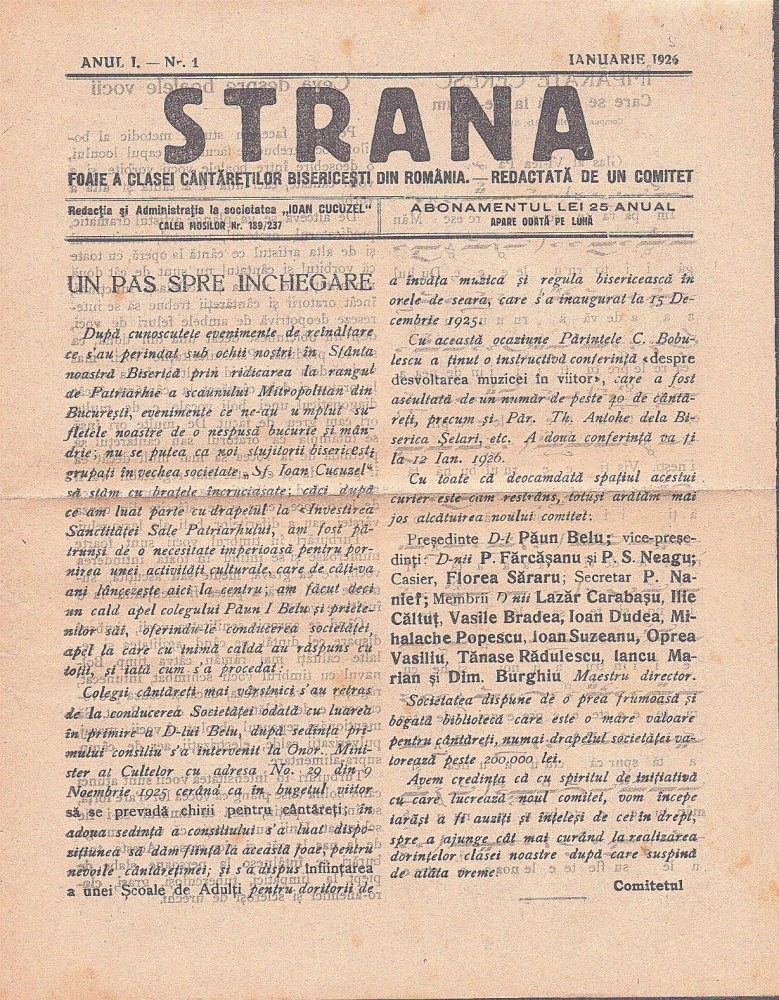 ANUL I. — Nr. 1
IANUARIE 1926
STRANA
FOAIE A CLASEI CÂNTĂREȚILOR BISERICEȘTI DIN ROMÂNIA. — REDACTATĂ DE UN COMITET
Redacția și Administrația la societatea „IOAN CUCUZEL"
CALEA MOSILOR Nr. 189/237
ABONAMENTUL LEI 25 ANUAL
APARE ODATĂ PE LUNĂ
UN PAS SPRE INCHEGARE
După cunoscutele evenimente de reînălțare
ce s'au perindat sub ochii noștri în Sfânta
noastră Biserică prin ridicarea la rangul
de Patriarhie a scaunului Mitropolitan din
București, evenimente ce ne-au umplut su-
fletele noastre de o nespusă bucurie și mân-
drie; nu se putea ca noi slujitorii bisericești
grupați în vechea societate „Sf. Ioan Cucuzel"
să stăm cu brațele încrucișate; căci după
ce am luat parte cu drapelul la «Investirea
Sanctității Sale Patriarhului, am fost pă-
trunși de o necesitate imperioasă pentru por-
nirea unei activități culturale, care de câți-va
ani lâncezește aici la centru; am făcut deci
un cald apel colegului Păun I Belu și priete-
nilor săi, oferindu-le conducerea societății
apel la care cu inimă caldă au răspuns cu
toții, și iată cum s'a procedat:
Colegii cântăreți mai vârstnici s'au retras
de la conducerea Societăței odată cu luarea
în primire a D-lui Belu, după sedința pri-
mului consiliu s'a intervenit la Onor. Mini-
ster al Cultelor cu adresa No. 29 din 9
Noembrie 1925 cerând ca în bugetul viitor
să se prevadă chirii pentru cântăreți; în
adoua sedință a consiliului s'a luat dispo-
zițiunea să dăm ființă la această foae, pentru
nevoile cântărețimei; și s'a dispus înființarea
a unei Școale de Adulți pentru doritorii de
a învăța muzică și regula bisericească în
orele de seară, care s'a inaugurat la 15 De-
cembrie 1925.
Cu această ocaziune Părintele C. Bobu-
lescu a ținut o instructivă conferință «despre
desvoltarea muzicei în viitor», care a fost
ascultată de un număr de peste 40 de cântă-
reți, precum și Păr. Th. Antohe dela Bi-
serica Șelari, etc. A doua conferință va fi
la 12 Ian. 1926.
Cu toate că deocamdată spațiul acestui
curier este cam restrâns, totuși arătăm mai
jos alcătuirea noului comitet:
Președinte D-l Păun Belu; vice-președ-
dinți: D-nii P. Fărcășanu și P. S. Neagu;
Casier, Florea Săraru; Secretar P. Na-
nief; Membrii D nii Lazăr Carabașu, Ilie
Căltuț, Vasile Bradea, Ioan Dudea, Mi-
halache Popescu, Ioan Suzeanu, Oprea
Vasiliu, Tănase Rădulescu, Iancu Ma-
rian și Dim. Burghiu Maestru director.
Societatea dispune de o prea frumoasă și
bogată bibliotecă care este o mare valoare
pentru cântăreți, numai drapelul societăței va-
lorează peste 200,000 lei.
Avem credința că cu spiritul de inițiativă
cu care lucrează noul comitet, vom începe
iarăși a fi auziți și înțeleși de cei în drept,
spre a ajunge cât mai curând la realizarea
dorințelor clasei noastre după care suspină
de atâta vreme.
Comitetul